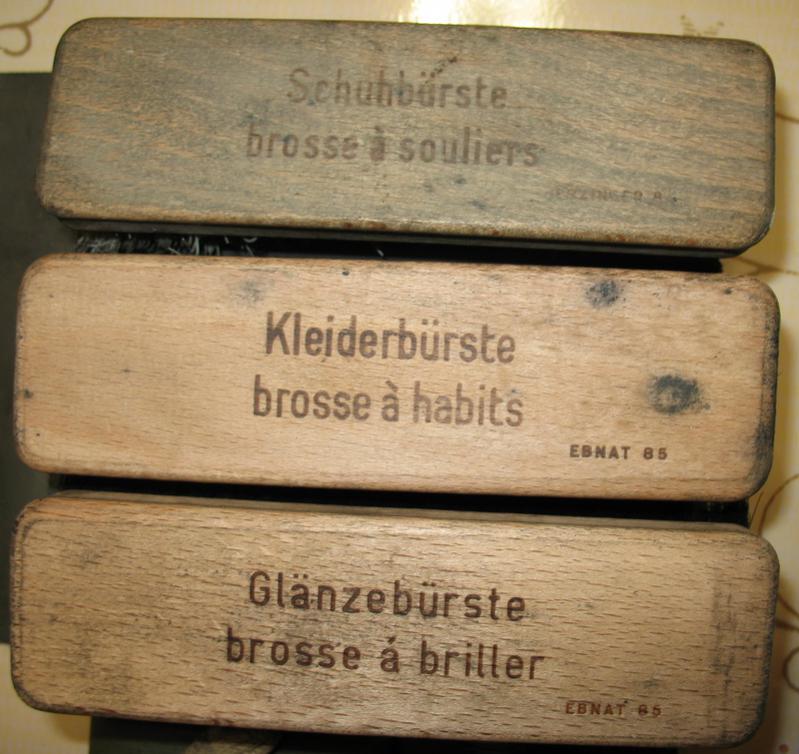 Schuhbürste
brosse à souliers
Kleiderbürste
brosse à habits
EBNAT 85
Glänzebürste
brosse á briller
EBNAT 85